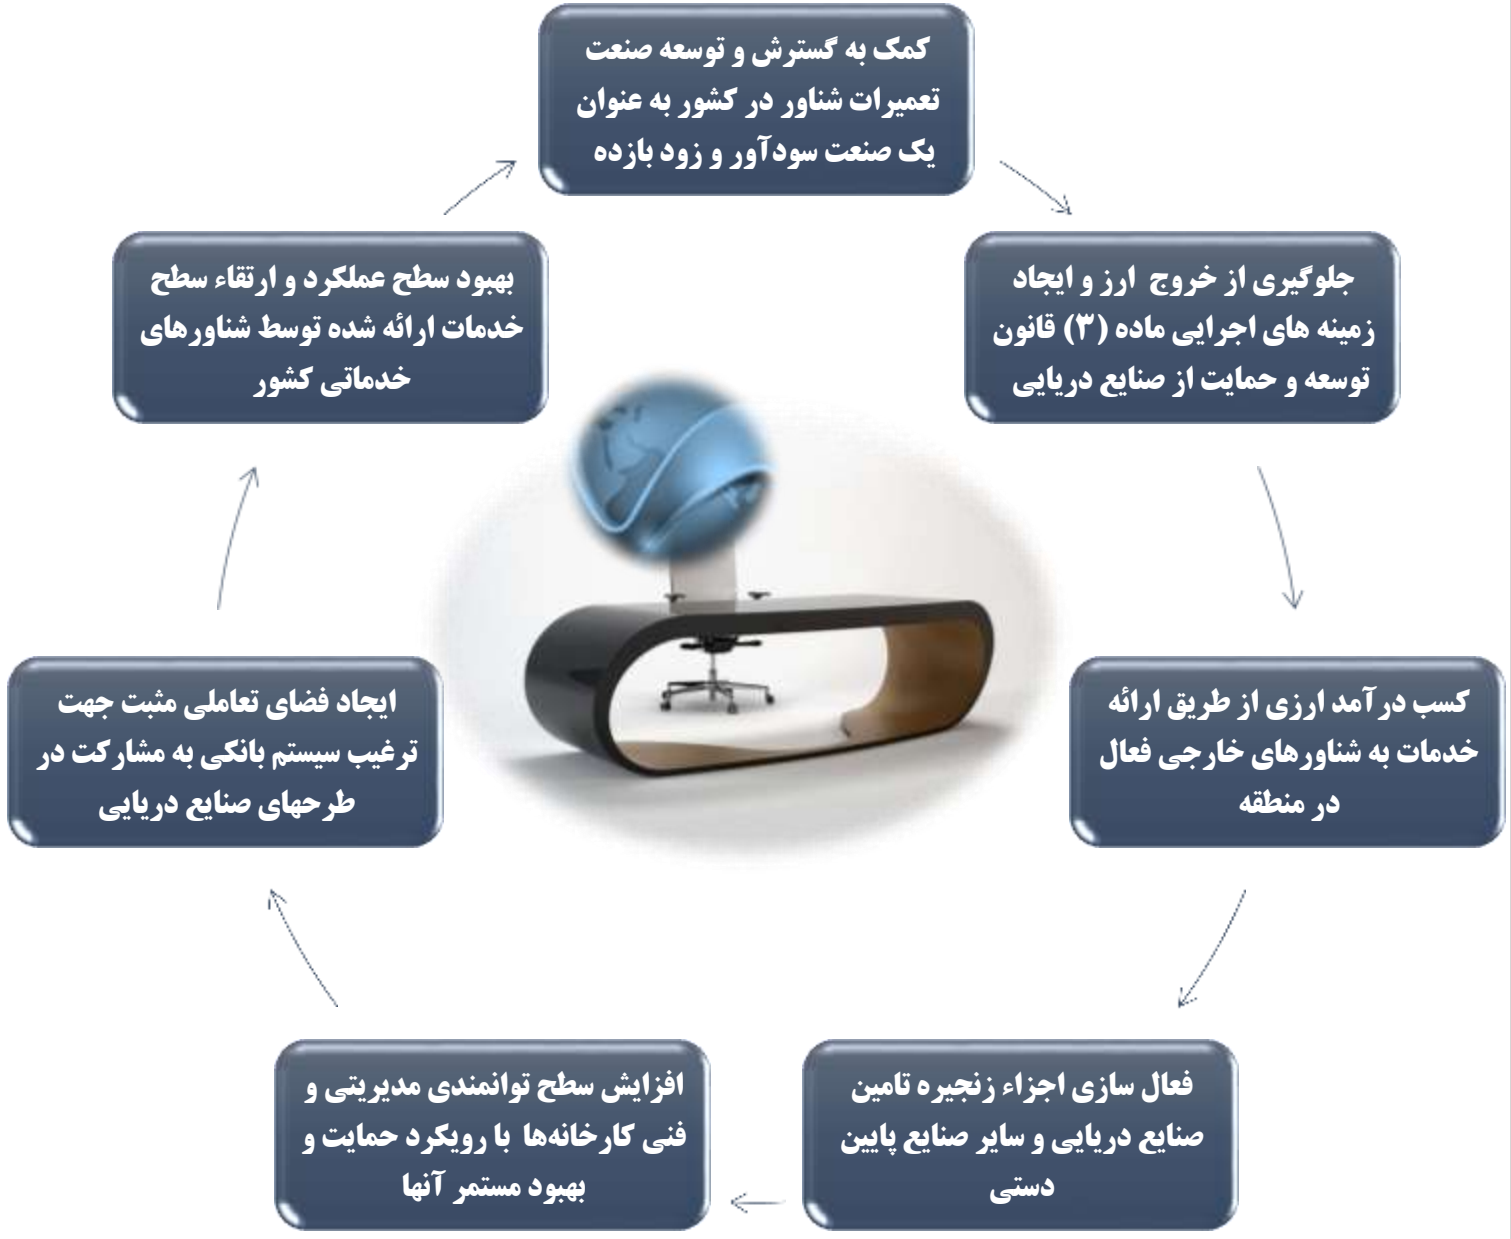 کمک به گسترش و توسعه صنعت
تعمیرات شناور در کشور به عنوان
یک صنعت سودآور و زود بازده
جلوگیری از خروج ارز و ایجاد
زمینه های اجرایی ماده (۳) قانون
توسعه و حمایت از صنایع دریایی
کسب درآمد ارزی از طریق ارائه
خدمات به شناورهای خارجی فعال
در منطقه
فعال سازی اجزاء زنجیره تامین
صنایع دریایی و سایر صنایع پایین
دستی
افزایش سطح توانمندی مدیریتی و
فنی کارخانه‌ها با رویکرد حمایت و
بهبود مستمر آنها
ایجاد فضای تعاملی مثبت جهت
ترغیب سیستم بانکی به مشارکت در
طرحهای صنایع دریایی
بهبود سطح عملکرد و ارتقاء سطح
خدمات ارائه شده توسط شناورهای
خدماتی کشور